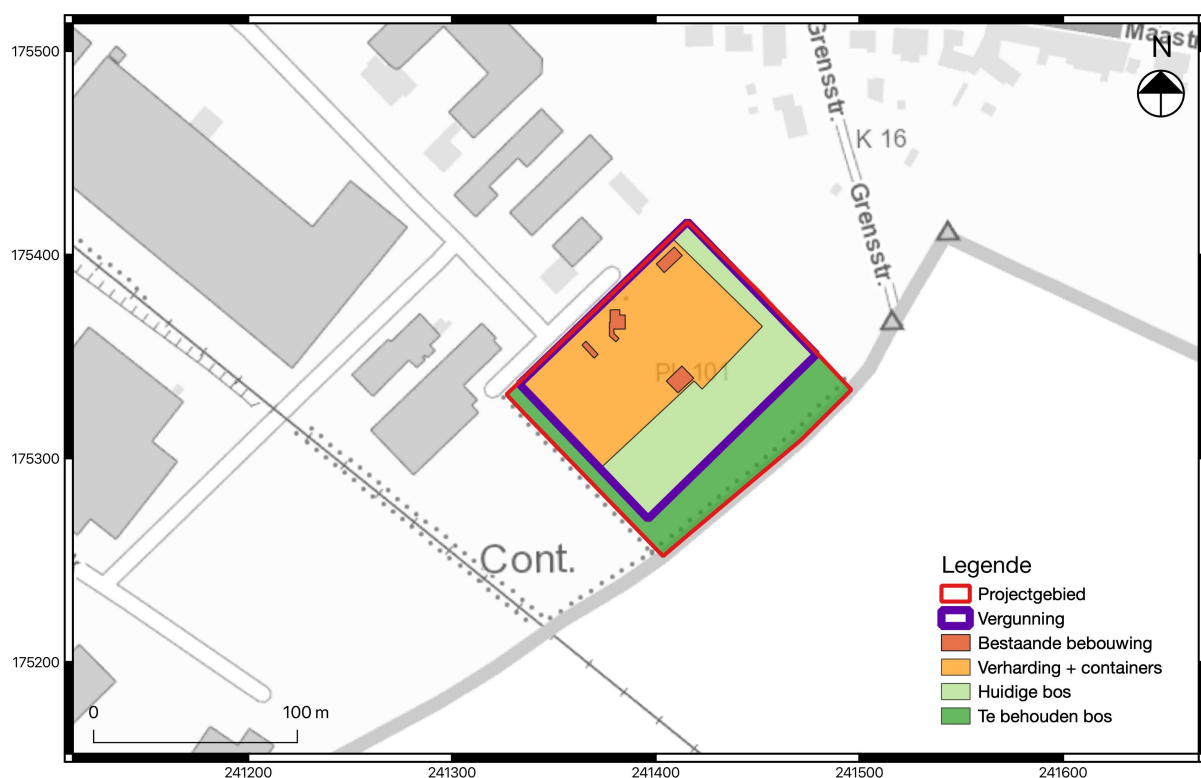 175500
175400
175300
175200
Grensstr.
Maastr
N
K 16
Grensstr.
Cont.
Legende
Projectgebied
Vergunning
Bestaande bebouwing
Verharding + containers
Huidige bos
Te behouden bos
0 100 m
241200 241300 241400 241500 241600